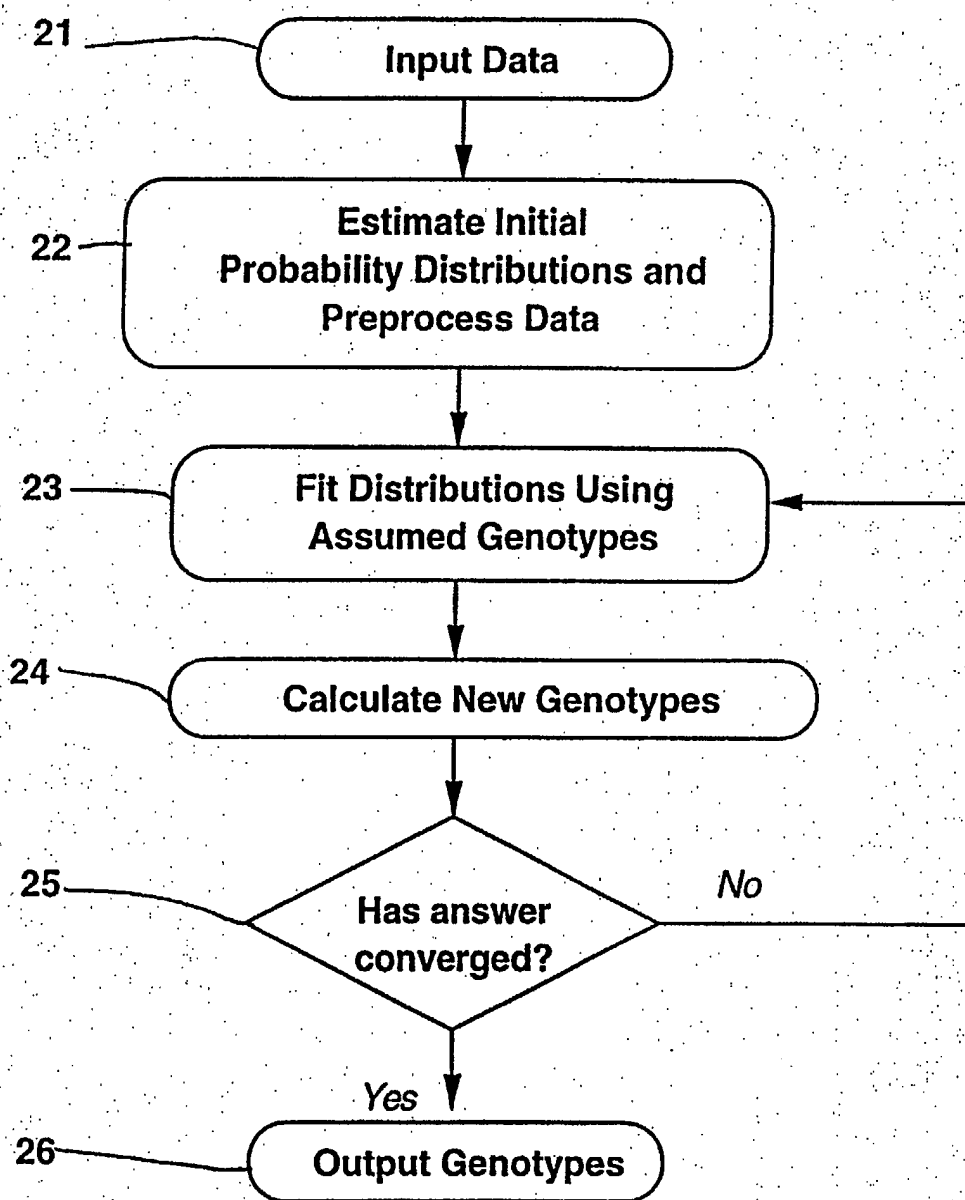 21
Input Data
22
Estimate Initial
Probability Distributions and
Preprocess Data
23
Fit Distributions Using
Assumed Genotypes
24
Calculate New Genotypes
25
Has answer
converged?
No
Yes
26
Output Genotypes